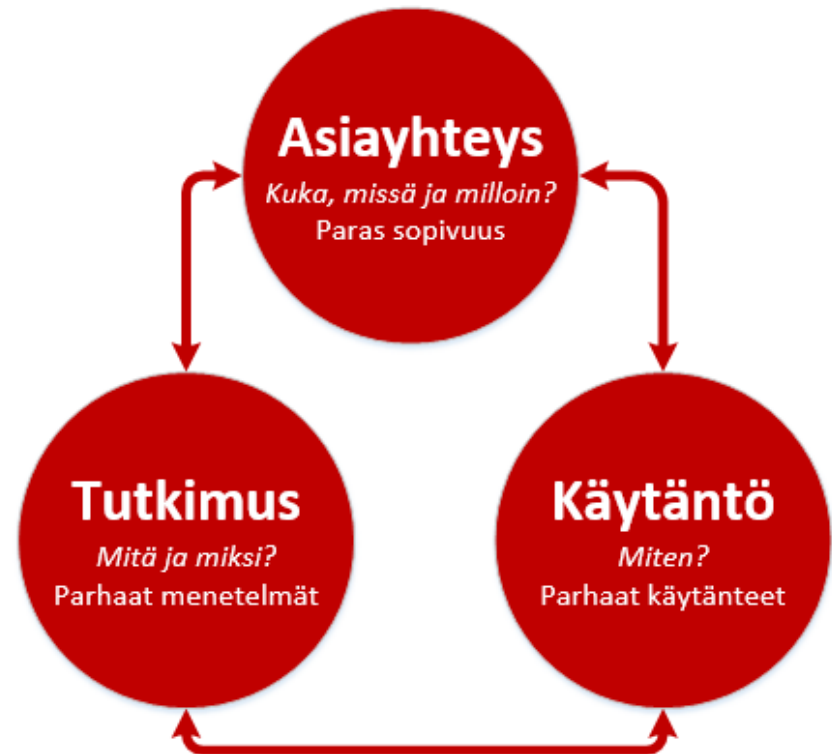 Asiayhteys
Kuka, missä ja milloin?
Paras sopivuus
Tutkimus
Mitä ja miksi?
Parhaat menetelmät
Käytäntö
Miten?
Parhaat käytänteet